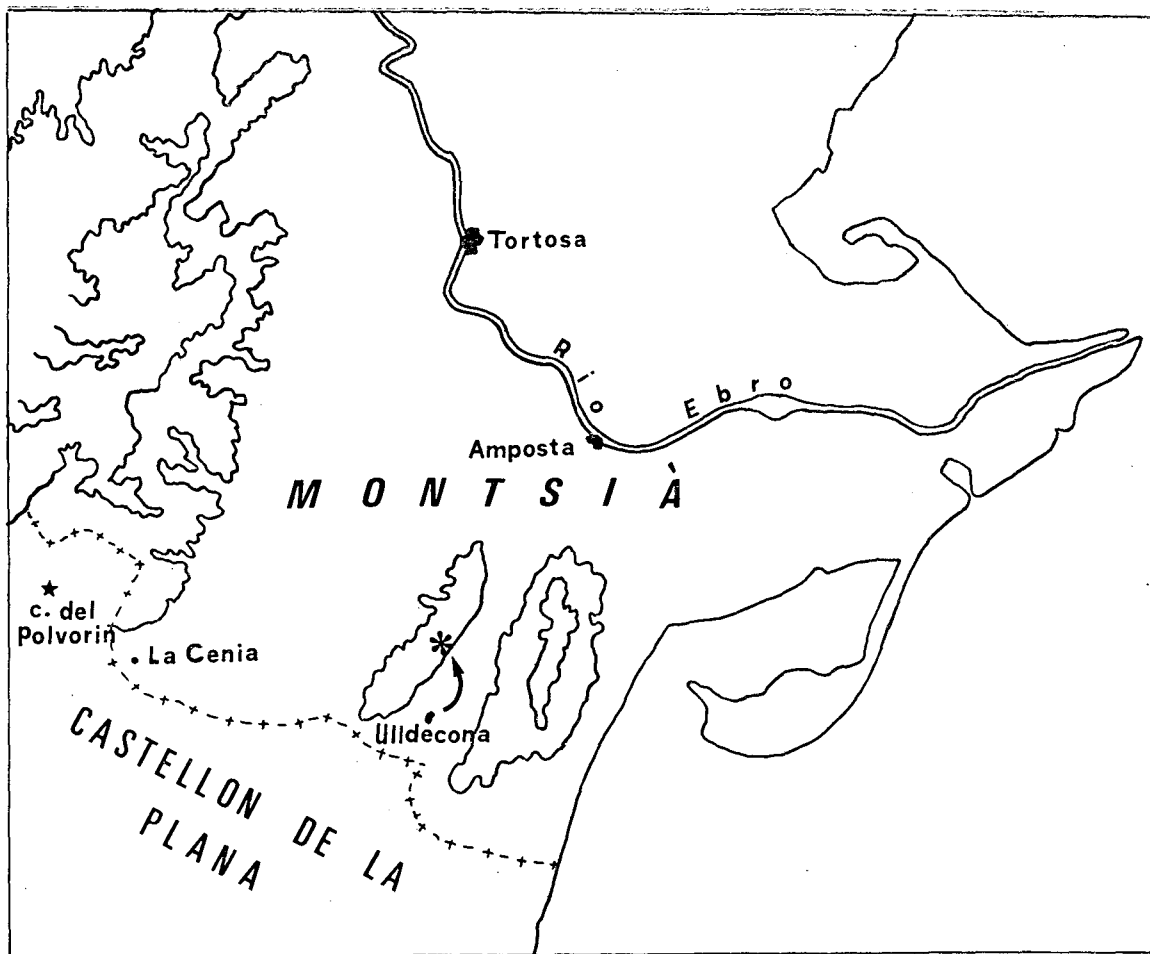 Tortosa
Rio Ebro
Amposta
MONTSIÀ
c. del
Polvorin
La Cenia
Ulldecona
CASTELLON DE LA
PLANA